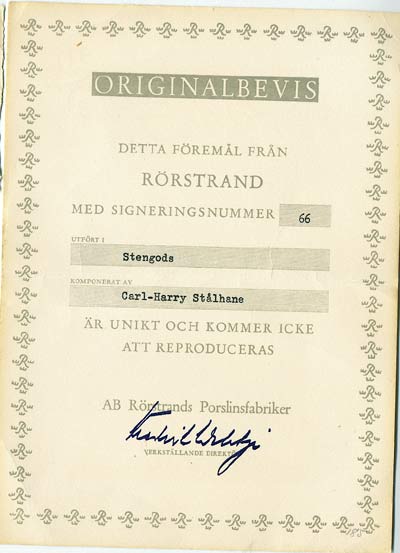 ORIGINALBEVIS
DETTA FÖREMÅL FRÅN
RÖRSTRAND
MED SIGNERINGSNUMMER 66
UTFÖRT I
Stengods
KOMPONERAT AV
Carl-Harry Stålhane
ÄR UNIKT OCH KOMMER ICKE
ATT REPRODUCERAS
AB Rörstrands Porslinsfabriker
VERKSTÄLLANDE DIREKTÖR